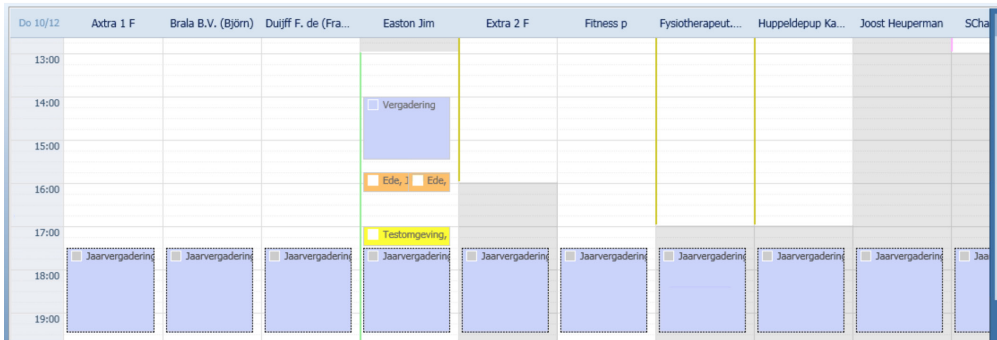 Do 10/12 Axtra 1 F Brala B.V. (Björn) Duijff F. de (Fra... Easton Jim Extra 2 F Fitness p Fysiotherapeut.... Huppeldepup Ka... Joost Heuperman SCha
13:00
14:00 Vergadering
15:00
Ede, Ede,
16:00
17:00 Testomgeving,
Jaarvergadering Jaarvergadering Jaarvergadering Jaarvergadering Jaarvergadering Jaarvergadering Jaarvergadering Jaarvergadering Jaarvergadering Jaa
18:00
19:00